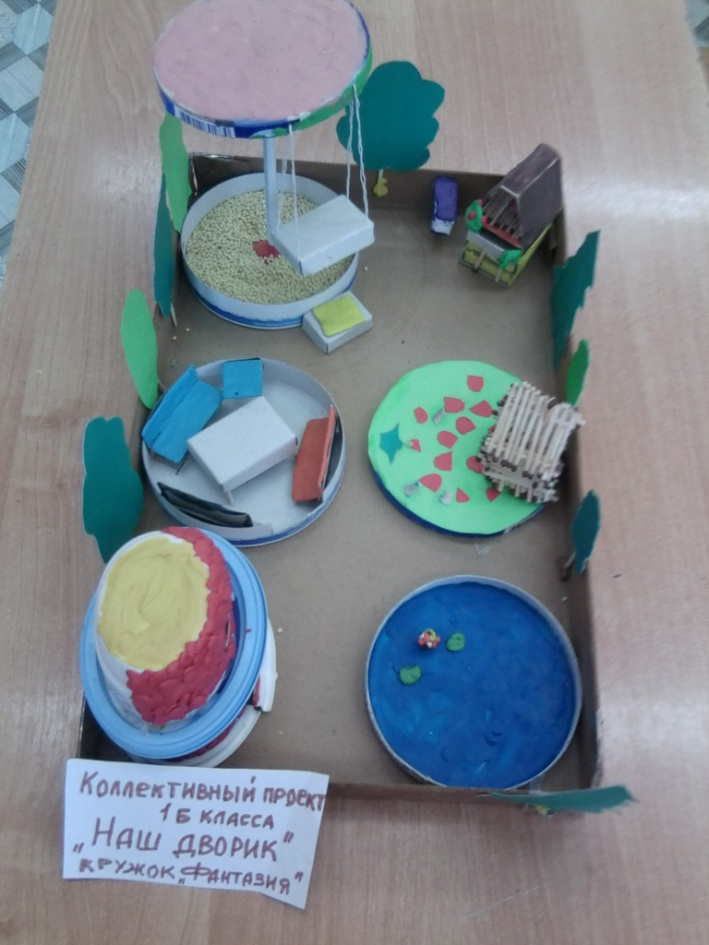 Коллективный проект
1 Б класса
„Наш дворик"
кружок „Фантазия"